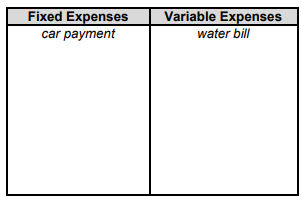 Fixed Expenses Variable Expenses
car payment water bill